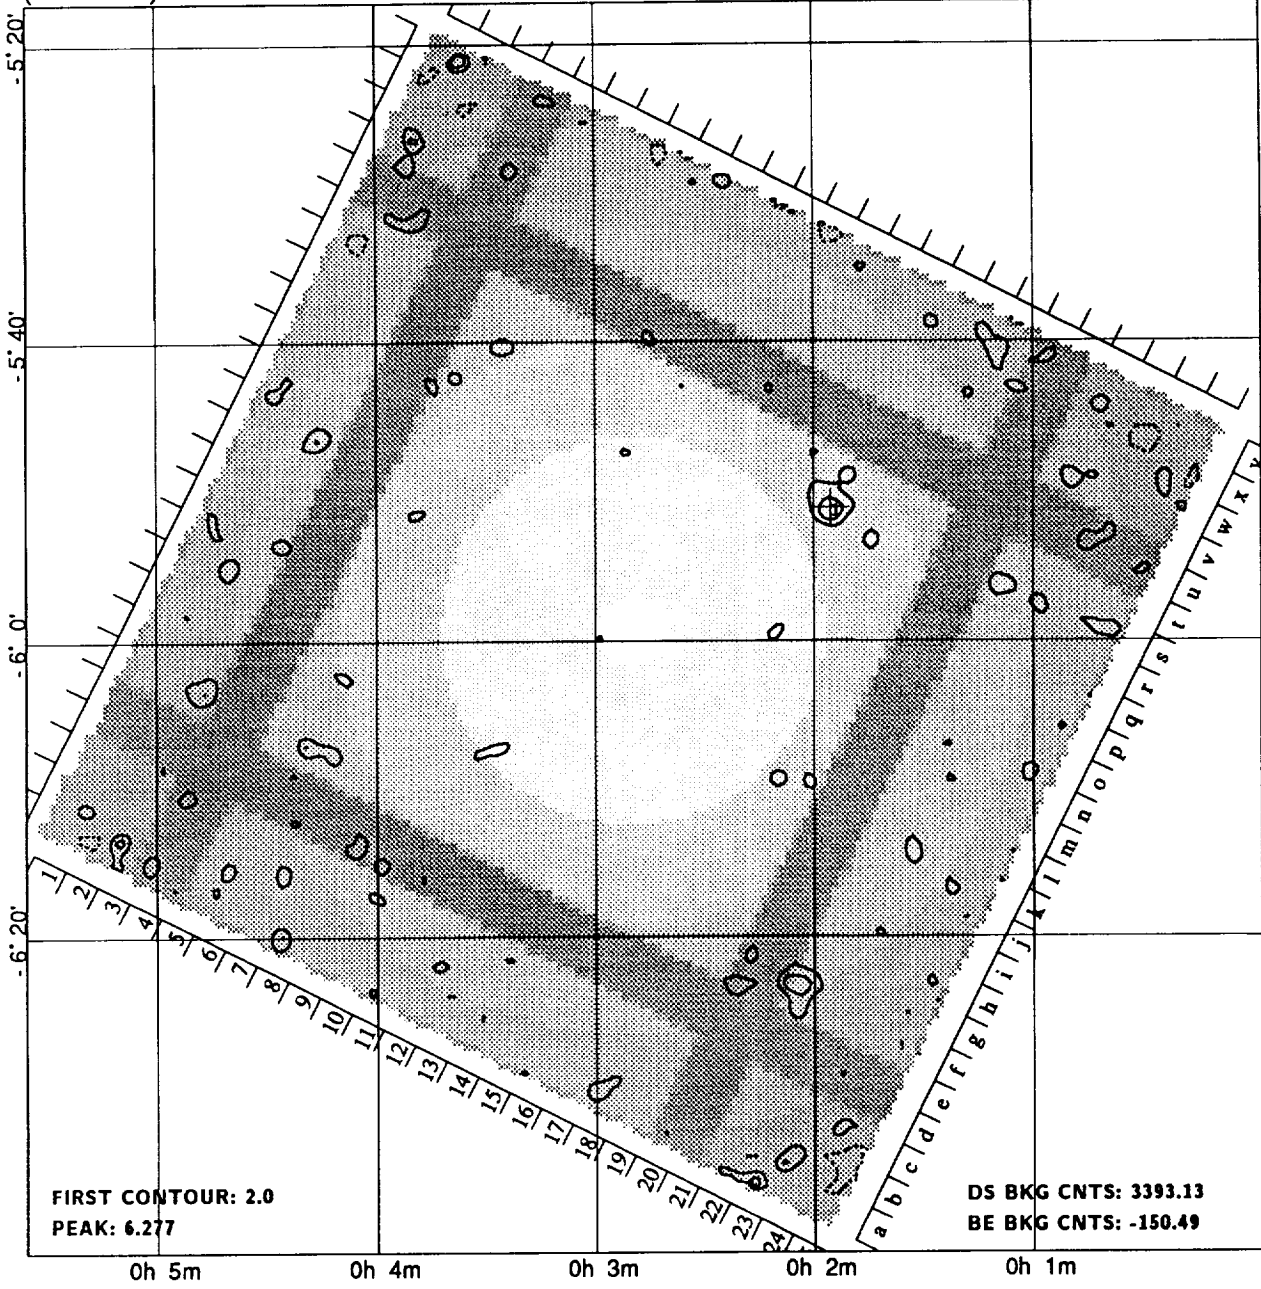 -5° 20'
-5° 40'
-6° 0'
-6° 20'
1 2 3 4 5 6 7 8 9 10 11 12 13 14 15 16 17 18 19 20 21 22 23 24
a b c d e f g h i j k l m n o p q r s t u v w x y
FIRST CONTOUR: 2.0
PEAK: 6.277
DS BKG CNTS: 3393.13
BE BKG CNTS: -150.49
0h 5m 0h 4m 0h 3m 0h 2m 0h 1m